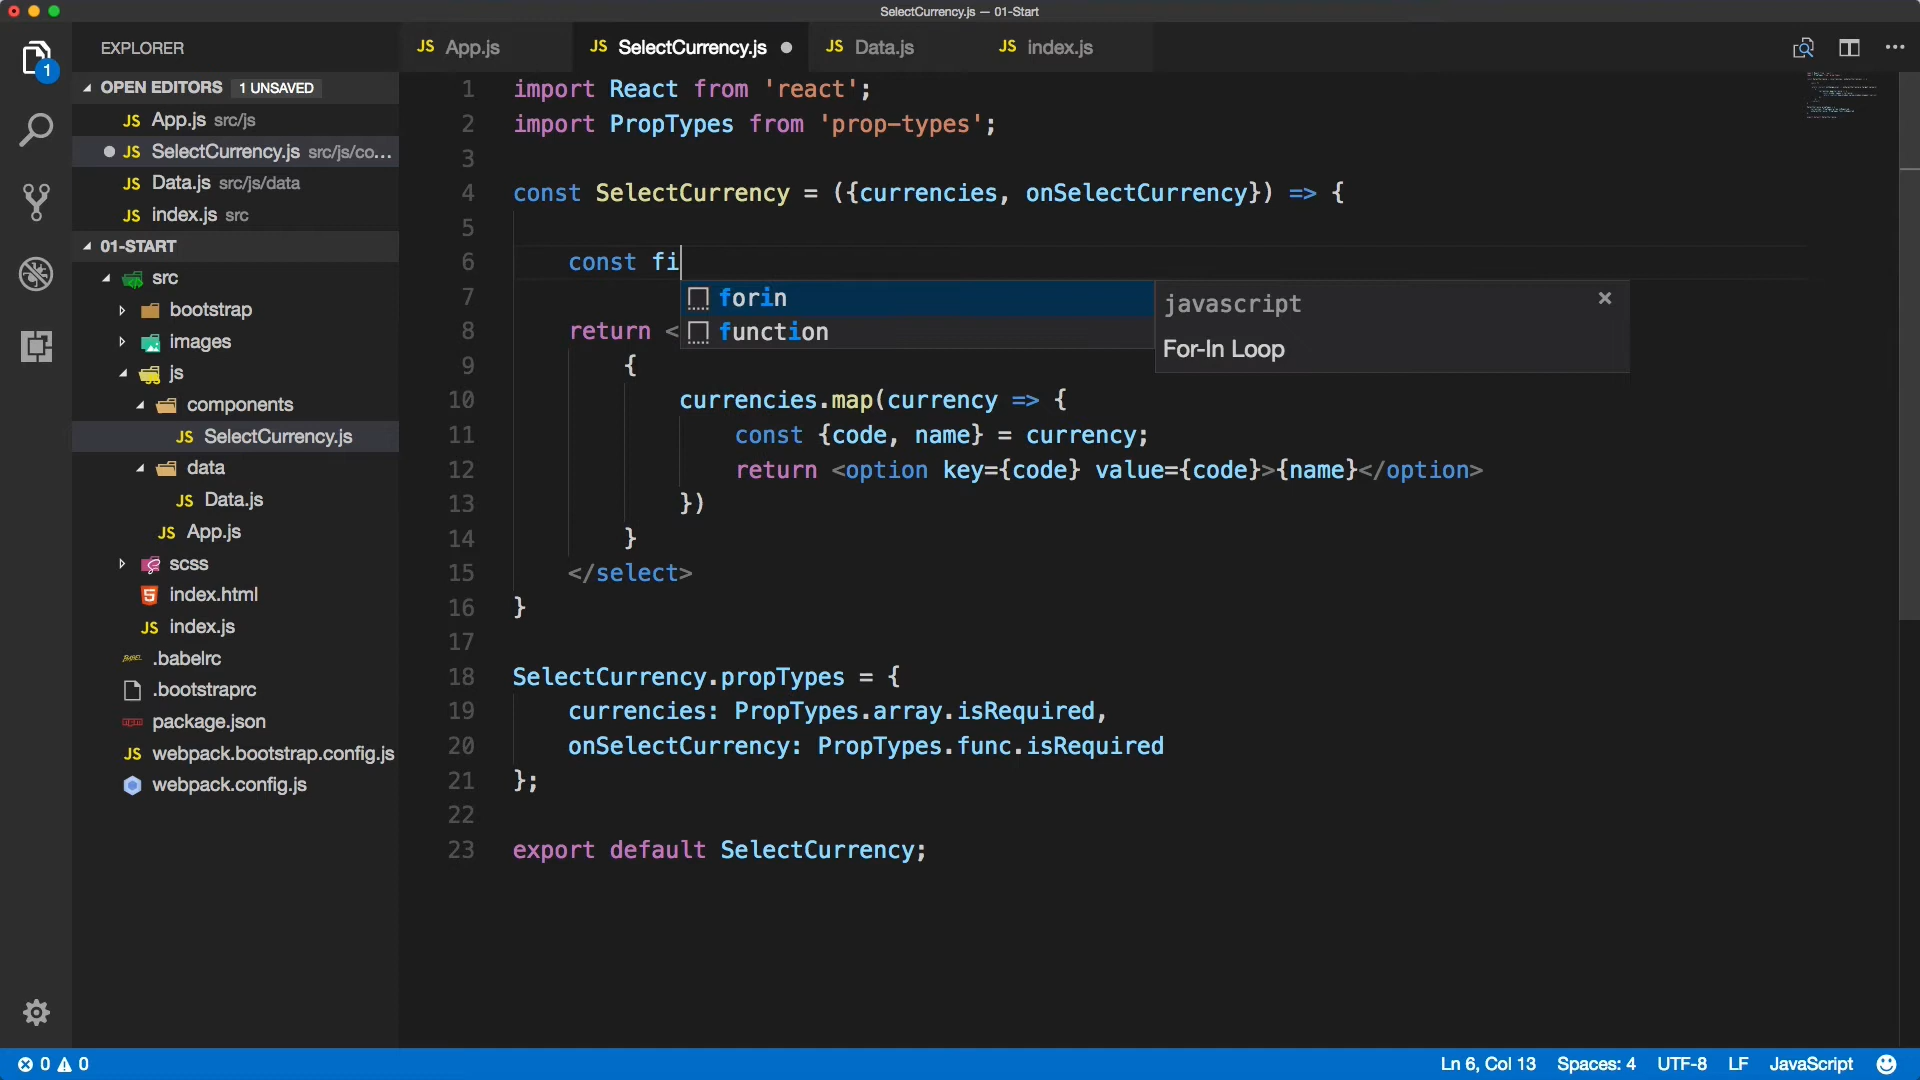 SelectCurrency.js — 01-Start
EXPLORER
1
OPEN EDITORS 1 UNSAVED
JS App.js src/js
JS SelectCurrency.js src/js/co...
JS Data.js src/js/data
JS index.js src
01-START
src
bootstrap
images
js
components
JS SelectCurrency.js
data
JS Data.js
JS App.js
scss
index.html
JS index.js
.babelrc
.bootstraprc
package.json
JS webpack.bootstrap.config.js
webpack.config.js
JS App.js
JS SelectCurrency.js
JS Data.js
JS index.js
1 import React from 'react';
2 import PropTypes from 'prop-types';
3
4 const SelectCurrency = ({currencies, onSelectCurrency}) => {
5
6 const fi
forin
function
javascript
For-In Loop
7
8 return <
9 {
10 currencies.map(currency => {
11 const {code, name} = currency;
12 return <option key={code} value={code}>{name}</option>
13 })
14 }
15 </select>
16 }
17
18 SelectCurrency.propTypes = {
19 currencies: PropTypes.array.isRequired,
20 onSelectCurrency: PropTypes.func.isRequired
21 };
22
23 export default SelectCurrency;
0 0
Ln 6, Col 13 Spaces: 4 UTF-8 LF JavaScript